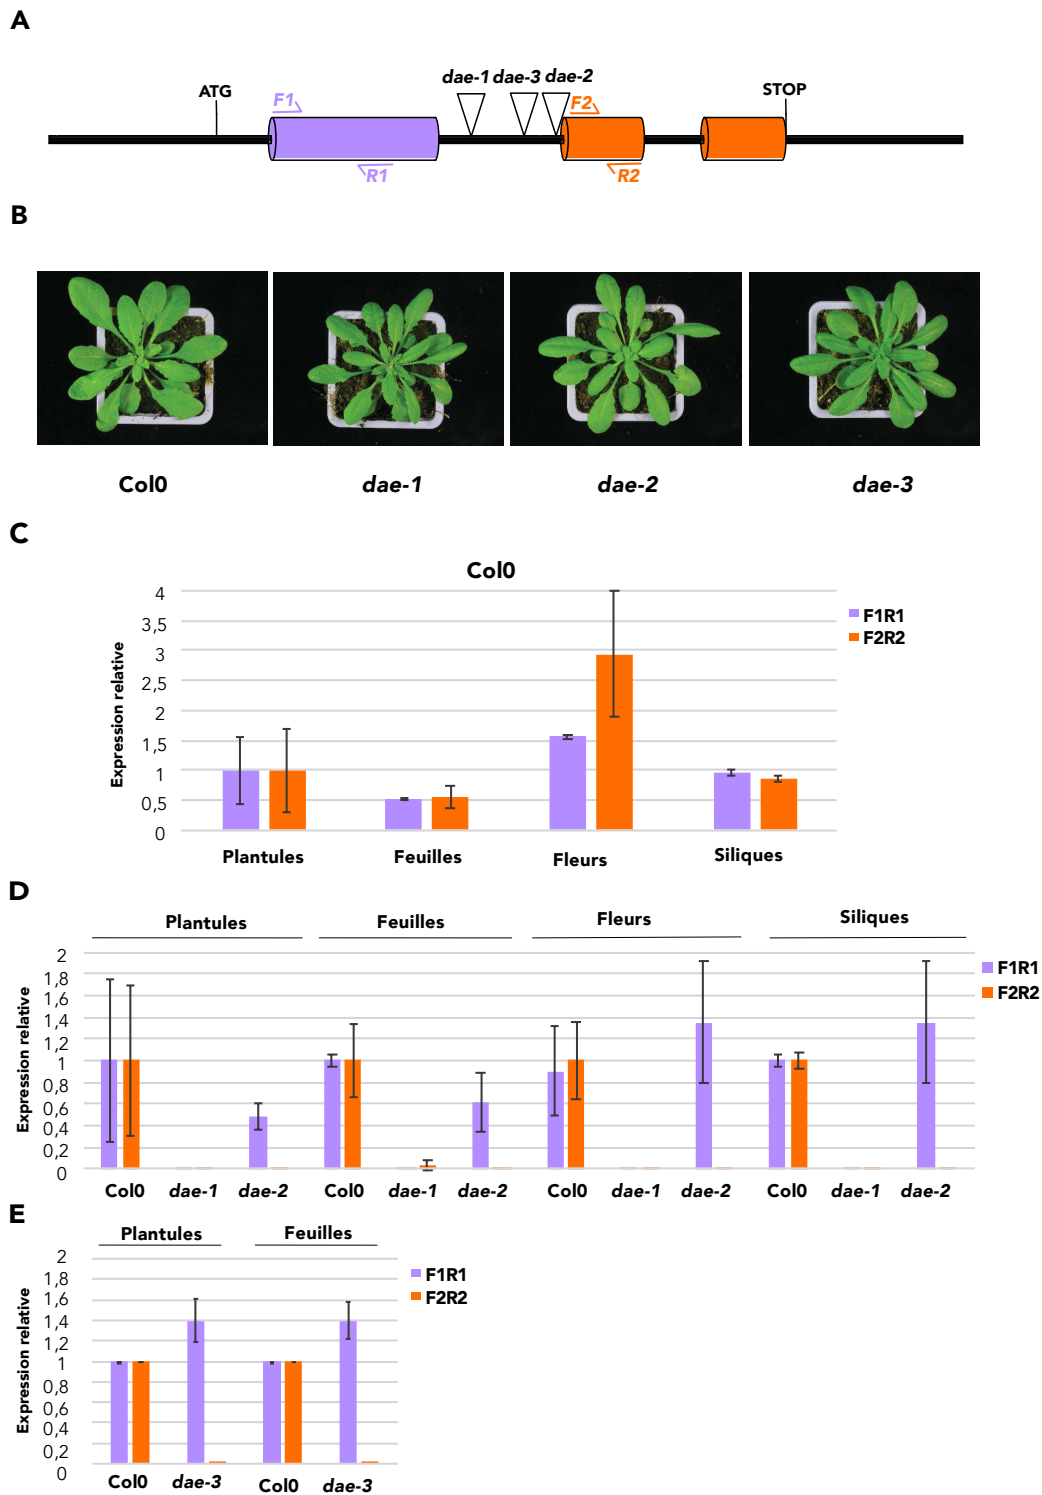 A
dae-1 dae-3 dae-2
ATG
F1
F2
STOP
R1
R2
B
Col0
dae-1
dae-2
dae-3
C
Col0
Expression relative
4
3,5
3
2,5
2
1,5
1
0,5
0
F1R1
F2R2
Plantules
Feuilles
Fleurs
Siliques
D
Plantules
Feuilles
Fleurs
Siliques
Expression relative
2
1,8
1,6
1,4
1,2
1
0,8
0,6
0,4
0,2
0
F1R1
F2R2
Col0 dae-1 dae-2 Col0 dae-1 dae-2 Col0 dae-1 dae-2 Col0 dae-1 dae-2
E
Plantules
Feuilles
Expression relative
2
1,8
1,6
1,4
1,2
1
0,8
0,6
0,4
0,2
0
F1R1
F2R2
Col0 dae-3 Col0 dae-3